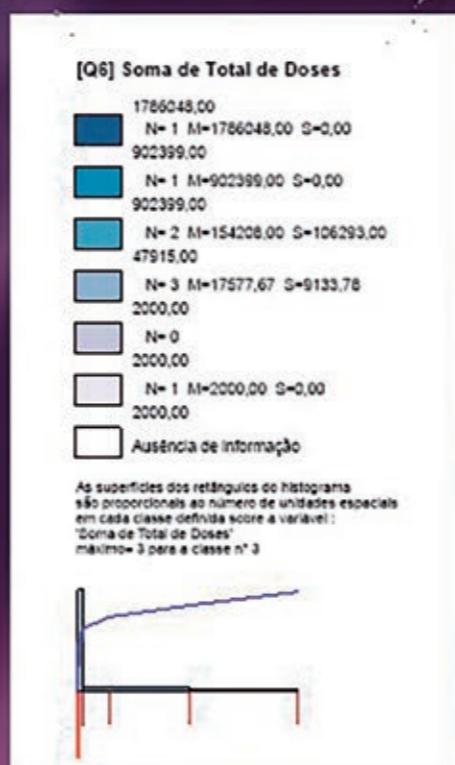 [Q6] Soma de Total de Doses
1786048,00
N= 1 M=1786048,00 S=0,00
902399,00
N= 1 M=902399,00 S=0,00
902399,00
N= 2 M=154208,00 S=106293,00
47915,00
N= 3 M=17577,67 S=9133,78
2000,00
N= 0
2000,00
N= 1 M=2000,00 S=0,00
2000,00
Ausência de Informação
As superfícies dos retângulos do histograma
são proporcionais ao número de unidades espaciais
em cada classe definida sobre a variável :
'Soma de Total de Doses'
máximo= 3 para a classe n° 3